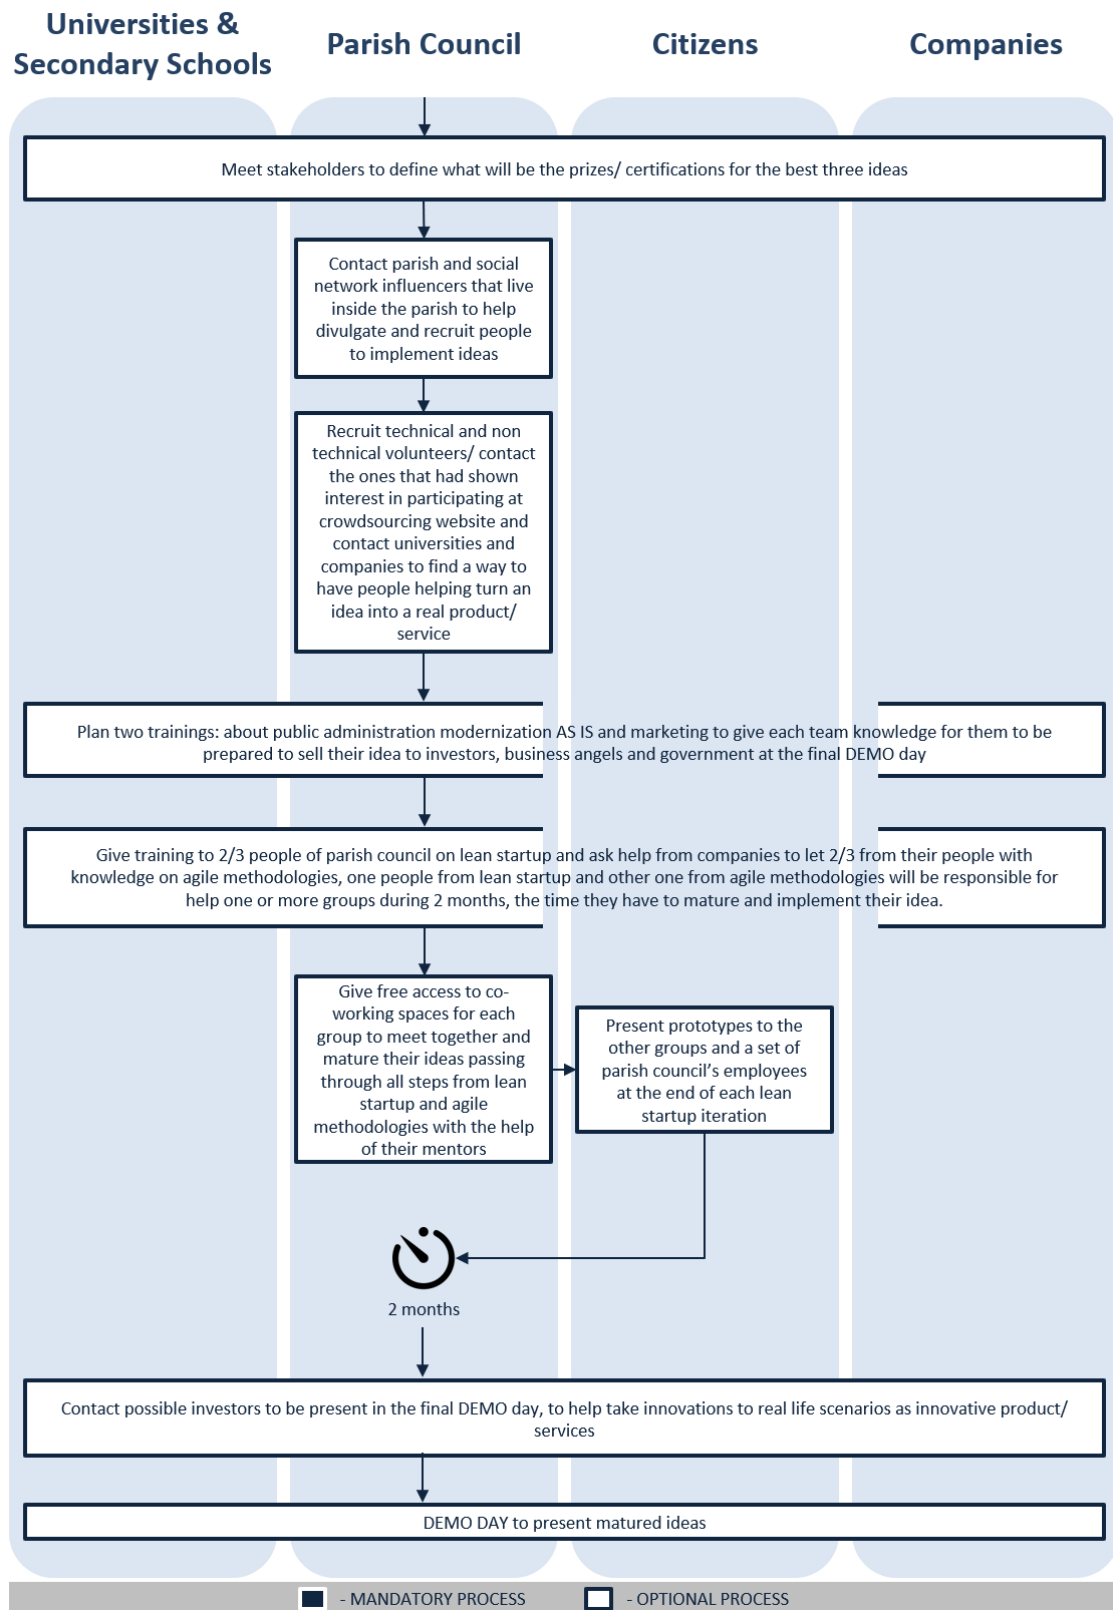 Universities &
Secondary Schools
Parish Council
Citizens
Companies
Meet stakeholders to define what will be the prizes/ certifications for the best three ideas
Contact parish and social
network influencers that live
inside the parish to help
divulgate and recruit people
to implement ideas
Recruit technical and non
technical volunteers/ contact
the ones that had shown
interest in participating at
crowdsourcing website and
contact universities and
companies to find a way to
have people helping turn an
idea into a real product/
service
Plan two trainings: about public administration modernization AS IS and marketing to give each team knowledge for them to be
prepared to sell their idea to investors, business angels and government at the final DEMO day
Give training to 2/3 people of parish council on lean startup and ask help from companies to let 2/3 from their people with
knowledge on agile methodologies, one people from lean startup and other one from agile methodologies will be responsible for
help one or more groups during 2 months, the time they have to mature and implement their idea.
Give free access to co-
working spaces for each
group to meet together and
mature their ideas passing
through all steps from lean
startup and agile
methodologies with the help
of their mentors
Present prototypes to the
other groups and a set of
parish council's employees
at the end of each lean
startup iteration
2 months
Contact possible investors to be present in the final DEMO day, to help take innovations to real life scenarios as innovative product/
services
DEMO DAY to present matured ideas
- MANDATORY PROCESS
- OPTIONAL PROCESS